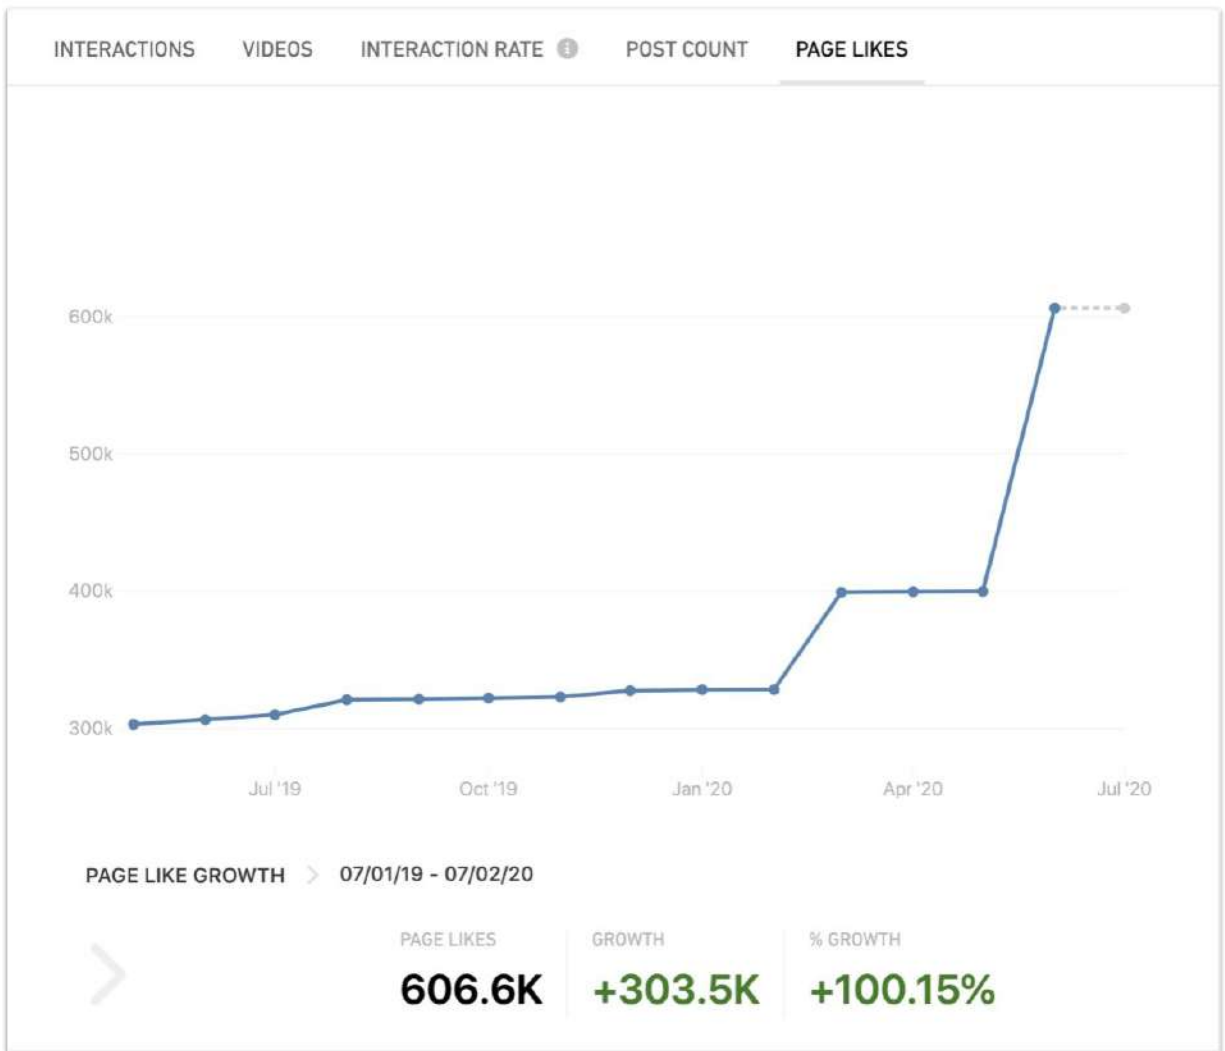 INTERACTIONS VIDEOS INTERACTION RATE i POST COUNT PAGE LIKES
600k
500k
400k
300k
Jul '19 Oct '19 Jan '20 Apr '20 Jul '20
PAGE LIKE GROWTH 07/01/19 - 07/02/20
PAGE LIKES GROWTH % GROWTH
606.6K +303.5K +100.15%